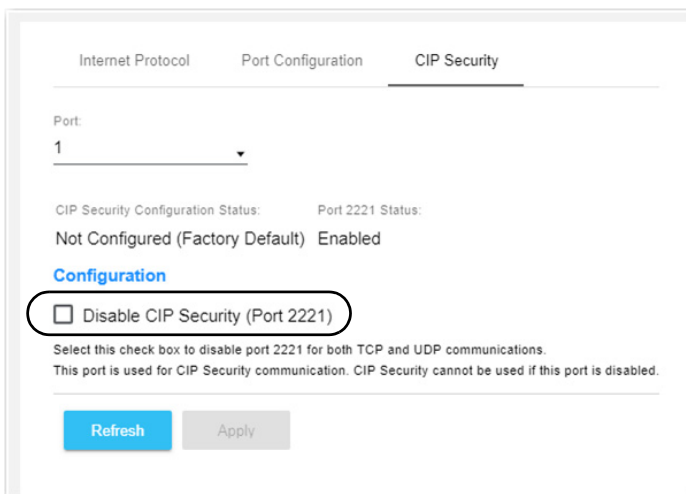 Internet Protocol Port Configuration CIP Security
Port:
1
CIP Security Configuration Status: Port 2221 Status:
Not Configured (Factory Default) Enabled
Configuration
Disable CIP Security (Port 2221)
Select this check box to disable port 2221 for both TCP and UDP communications.
This port is used for CIP Security communication. CIP Security cannot be used if this port is disabled.
Refresh Apply